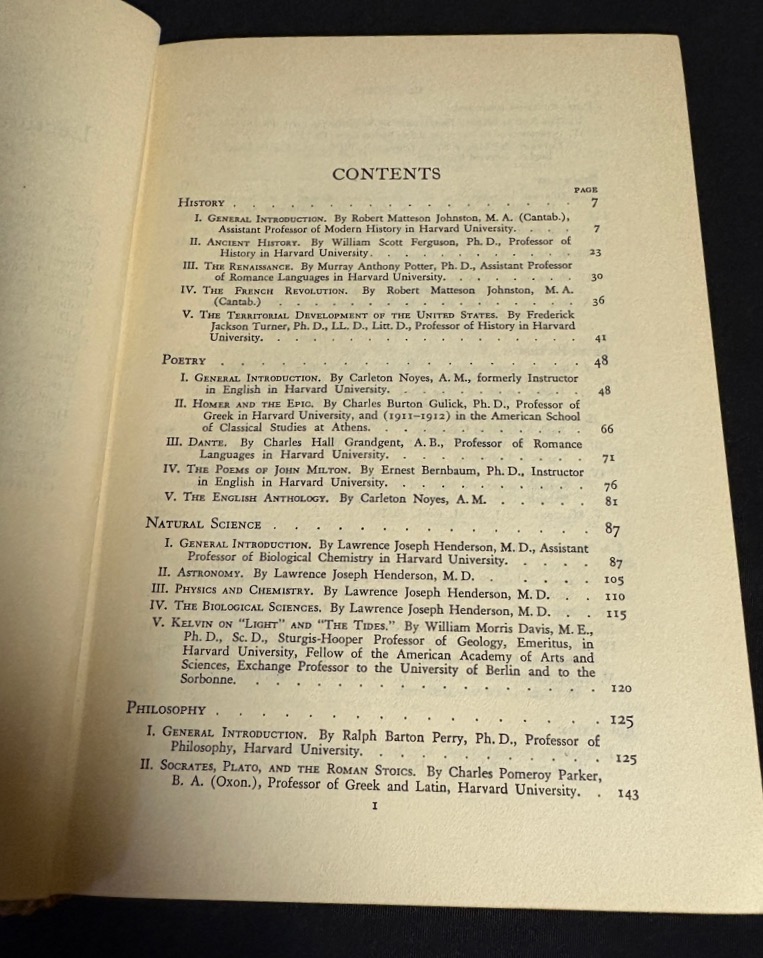 CONTENTS
PAGE
HISTORY . . . . . . . . . . . . . . . . . 7
I. GENERAL INTRODUCTION. By Robert Matteson Johnston, M. A. (Cantab.),
Assistant Professor of Modern History in Harvard University. . . . 7
II. ANCIENT HISTORY. By William Scott Ferguson, Ph. D., Professor of
History in Harvard University. . . . . . . . . . 23
III. THE RENAISSANCE. By Murray Anthony Potter, Ph. D., Assistant Professor
of Romance Languages in Harvard University. . . . . . . 30
IV. THE FRENCH REVOLUTION. By Robert Matteson Johnston, M. A.
(Cantab.) . . . . . . . . . . . . . . 36
V. THE TERRITORIAL DEVELOPMENT OF THE UNITED STATES. By Frederick
Jackson Turner, Ph. D., LL. D., Litt. D., Professor of History in Harvard
University. . . . . . . . . . . . . . . 41
POETRY . . . . . . . . . . . . . . . . . 48
I. GENERAL INTRODUCTION. By Carleton Noyes, A. M., formerly Instructor
in English in Harvard University. . . . . . . . . 48
II. HOMER AND THE EPIC. By Charles Burton Gulick, Ph. D., Professor of
Greek in Harvard University, and (1911–1912) in the American School
of Classical Studies at Athens. . . . . . . . . . 66
III. DANTE. By Charles Hall Grandgent, A. B., Professor of Romance
Languages in Harvard University. . . . . . . . . 71
IV. THE POEMS OF JOHN MILTON. By Ernest Bernbaum, Ph. D., Instructor
in English in Harvard University. . . . . . . . . 76
V. THE ENGLISH ANTHOLOGY. By Carleton Noyes, A. M. . . . . . 81
NATURAL SCIENCE . . . . . . . . . . . . . . 87
I. GENERAL INTRODUCTION. By Lawrence Joseph Henderson, M. D., Assistant
Professor of Biological Chemistry in Harvard University. . . . . 87
II. ASTRONOMY. By Lawrence Joseph Henderson, M. D. . . . . . 105
III. PHYSICS AND CHEMISTRY. By Lawrence Joseph Henderson, M. D. . . 110
IV. THE BIOLOGICAL SCIENCES. By Lawrence Joseph Henderson, M. D. . . 115
V. KELVIN ON "LIGHT" AND "THE TIDES." By William Morris Davis, M. E.,
Ph. D., Sc. D., Sturgis-Hooper Professor of Geology, Emeritus, in
Harvard University, Fellow of the American Academy of Arts and
Sciences, Exchange Professor to the University of Berlin and to the
Sorbonne. . . . . . . . . . . . . . . . 120
PHILOSOPHY . . . . . . . . . . . . . . . . 125
I. GENERAL INTRODUCTION. By Ralph Barton Perry, Ph. D., Professor of
Philosophy, Harvard University. . . . . . . . . . 125
II. SOCRATES, PLATO, AND THE ROMAN STOICS. By Charles Pomeroy Parker,
B. A. (Oxon.), Professor of Greek and Latin, Harvard University. . 143
1